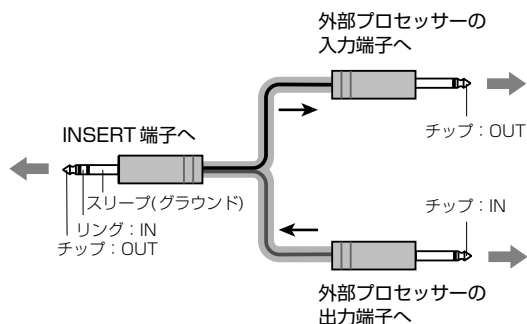 外部プロセッサーの
入力端子へ
チップ：OUT
INSERT 端子へ
スリーブ(グラウンド)
リング：IN
チップ：OUT
チップ：IN
外部プロセッサーの
出力端子へ